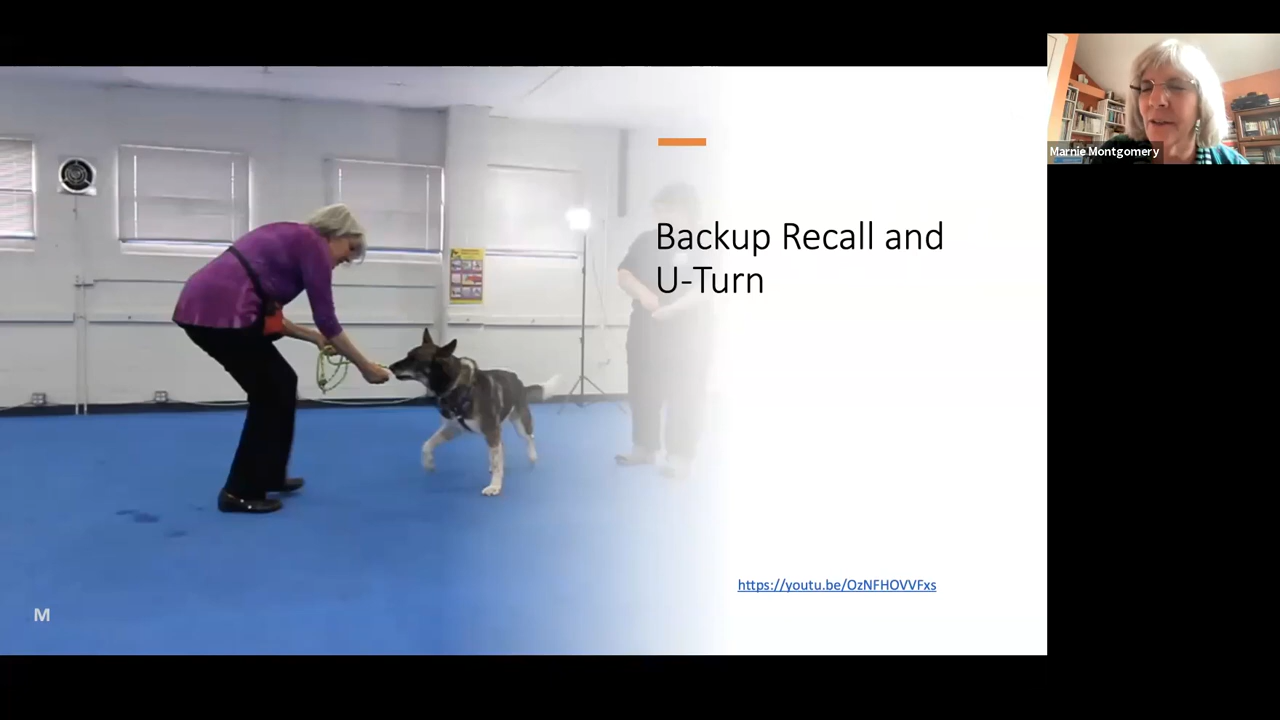 Marnie Montgomery
Backup Recall and
U-Turn
https://youtu.be/OzNFHOVVFxs
M